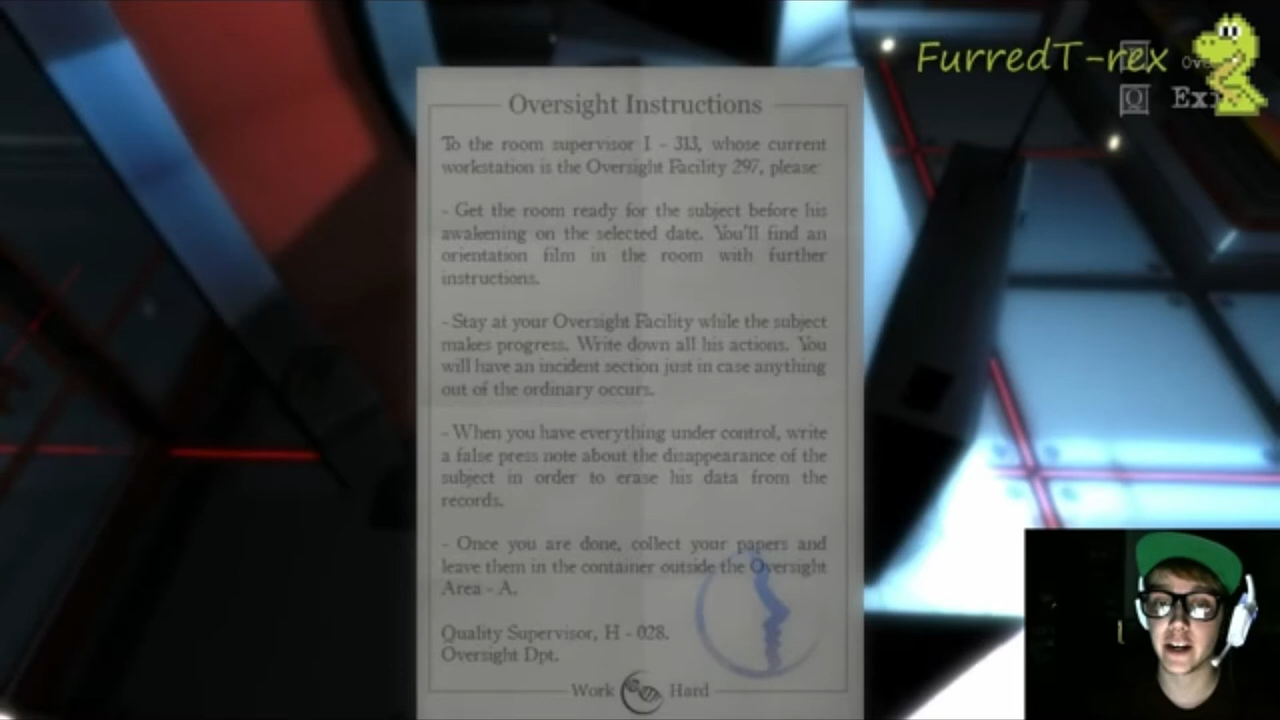 FurredT-rex
Q
Oversight Instructions
To the room supervisor I - 313, whose current
workstation is the Oversight Facility 297, please:
- Get the room ready for the subject before his
awakening on the selected date. You'll find an
orientation film in the room with further
instructions.
- Stay at your Oversight Facility while the subject
makes progress. Write down all his actions. You
will have an incident section just in case anything
out of the ordinary occurs.
- When you have everything under control, write
a false press note about the disappearance of the
subject in order to erase his data from the
records.
- Once you are done, collect your papers and
leave them in the container outside the Oversight
Area - A.
Quality Supervisor, H - 028.
Oversight Dpt.
Work Hard